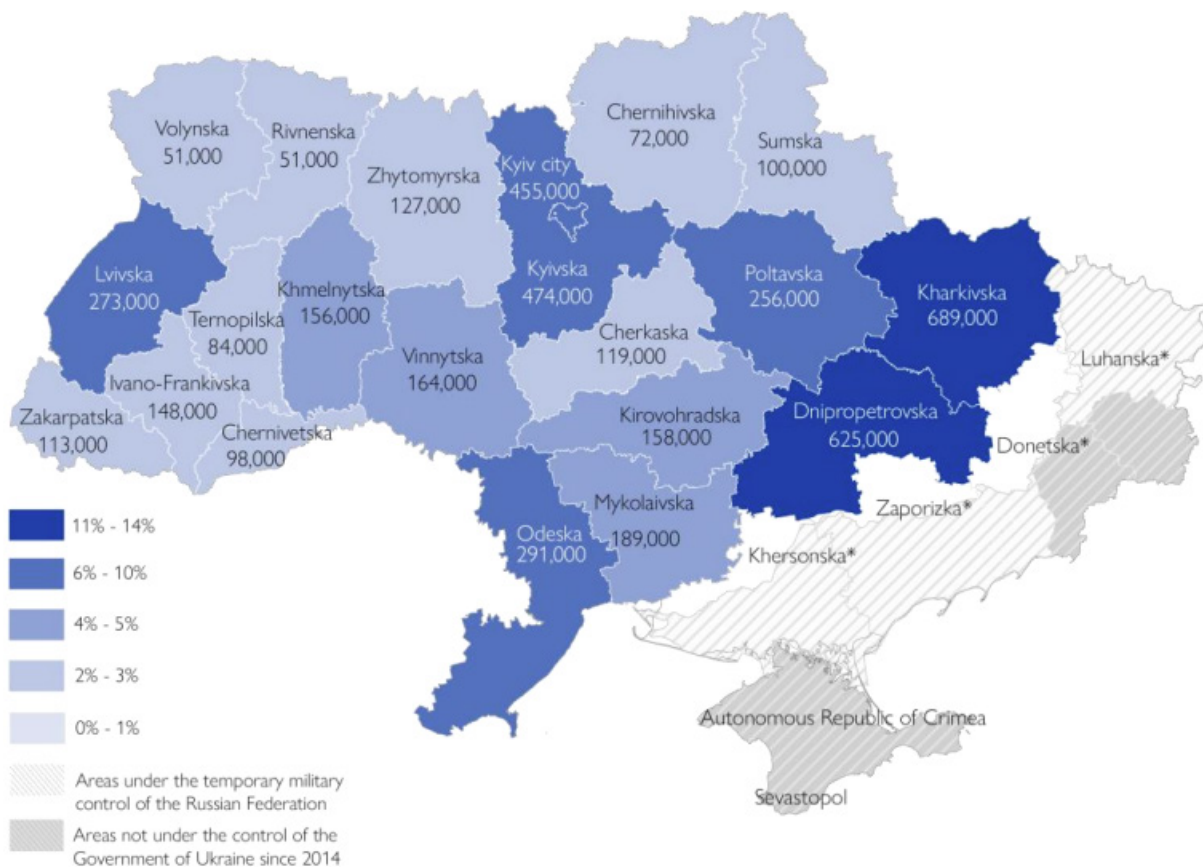 Volynska
51,000
Rivnenska
51,000
Zhytomyrska
127,000
Kyiv city
455,000
Chernihivska
72,000
Sumska
100,000
Lvivska
273,000
Ternopilska
84,000
Khmelnytska
156,000
Vinnytska
164,000
Kyivska
474,000
Cherkaska
119,000
Poltavska
256,000
Kharkivska
689,000
Luhanska*
Zakarpatska
113,000
Ivano-Frankivska
148,000
Chernivetska
98,000
Kirovohradska
158,000
Dnipropetrovska
625,000
Donetska*
Odeska
291,000
Mykolaivska
189,000
Zaporizka*
Khersonska*
Autonomous Republic of Crimea
Sevastopol
11% - 14%
6% - 10%
4% - 5%
2% - 3%
0% - 1%
Areas under the temporary military
control of the Russian Federation
Areas not under the control of the
Government of Ukraine since 2014